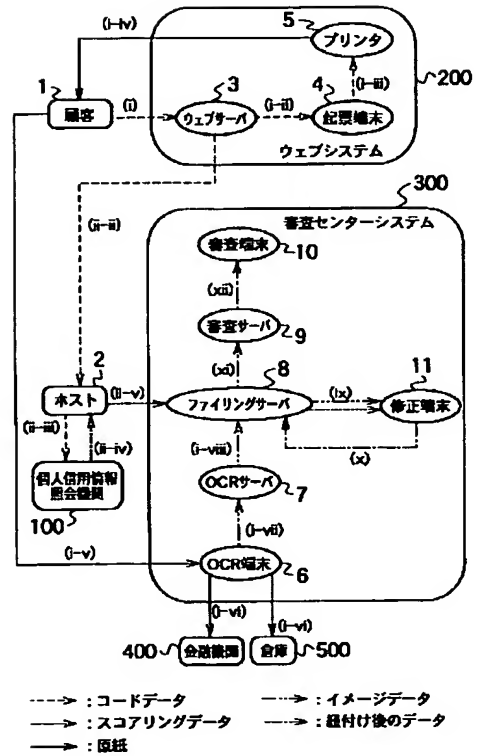 (i-iv)
5
プリンタ
200
1
顧客
(i)
3
ウェブサーバ
(i-ii)
4
起票端末
(i-iii)
ウェブシステム
300
審査センターシステム
(ii-ii)
審査端末
10
(xii)
審査サーバ
9
(xi)
8
2
ホスト
(ii-v)
ファイリングサーバ
(ix)
11
修正端末
(x)
(ii-iii)
(ii-iv)
個人信用情報
照会機関
100
(i-viii)
OCRサーバ
7
(i-vii)
(i-v)
OCR端末
6
(i-vi)
(i-vi)
400
金融機関
倉庫
500
：コードデータ
：イメージデータ
：スコアリングデータ
：紐付け後のデータ
：原紙